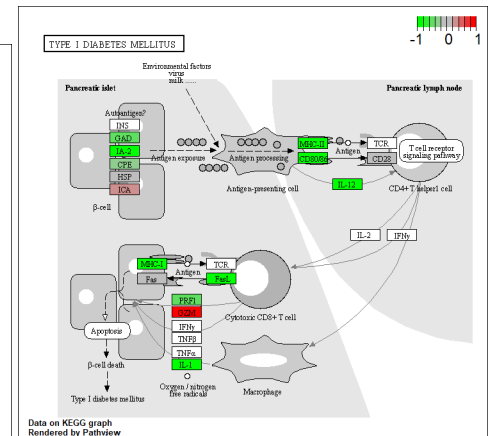 -1 0 1
TYPE I DIABETES MELLITUS
Environmental factors
virus
milk ......
Pancreatic islet
Pancreatic lymph node
Autoantigen?
INS
GAD
IA-2
CPE
HSP
ICA
β-cell
Antigen exposure
Antigen processing
Antigen-presenting cell
MHC-II
CD80/86
Antigen
TCR
CD28
T cell receptor
signaling pathway
CD4+ T helper1 cell
IL-12
IL-2
IFNγ
MHC-I
Fas
Antigen
TCR
FasL
Cytotoxic CD8+ T cell
PRF1
GZM
IFNγ
TNFβ
TNFα
IL-1
Oxygen / nitrogen
free radicals
Macrophage
Apoptosis
β-cell death
Type I diabetes mellitus
Data on KEGG graph
Rendered by Pathview